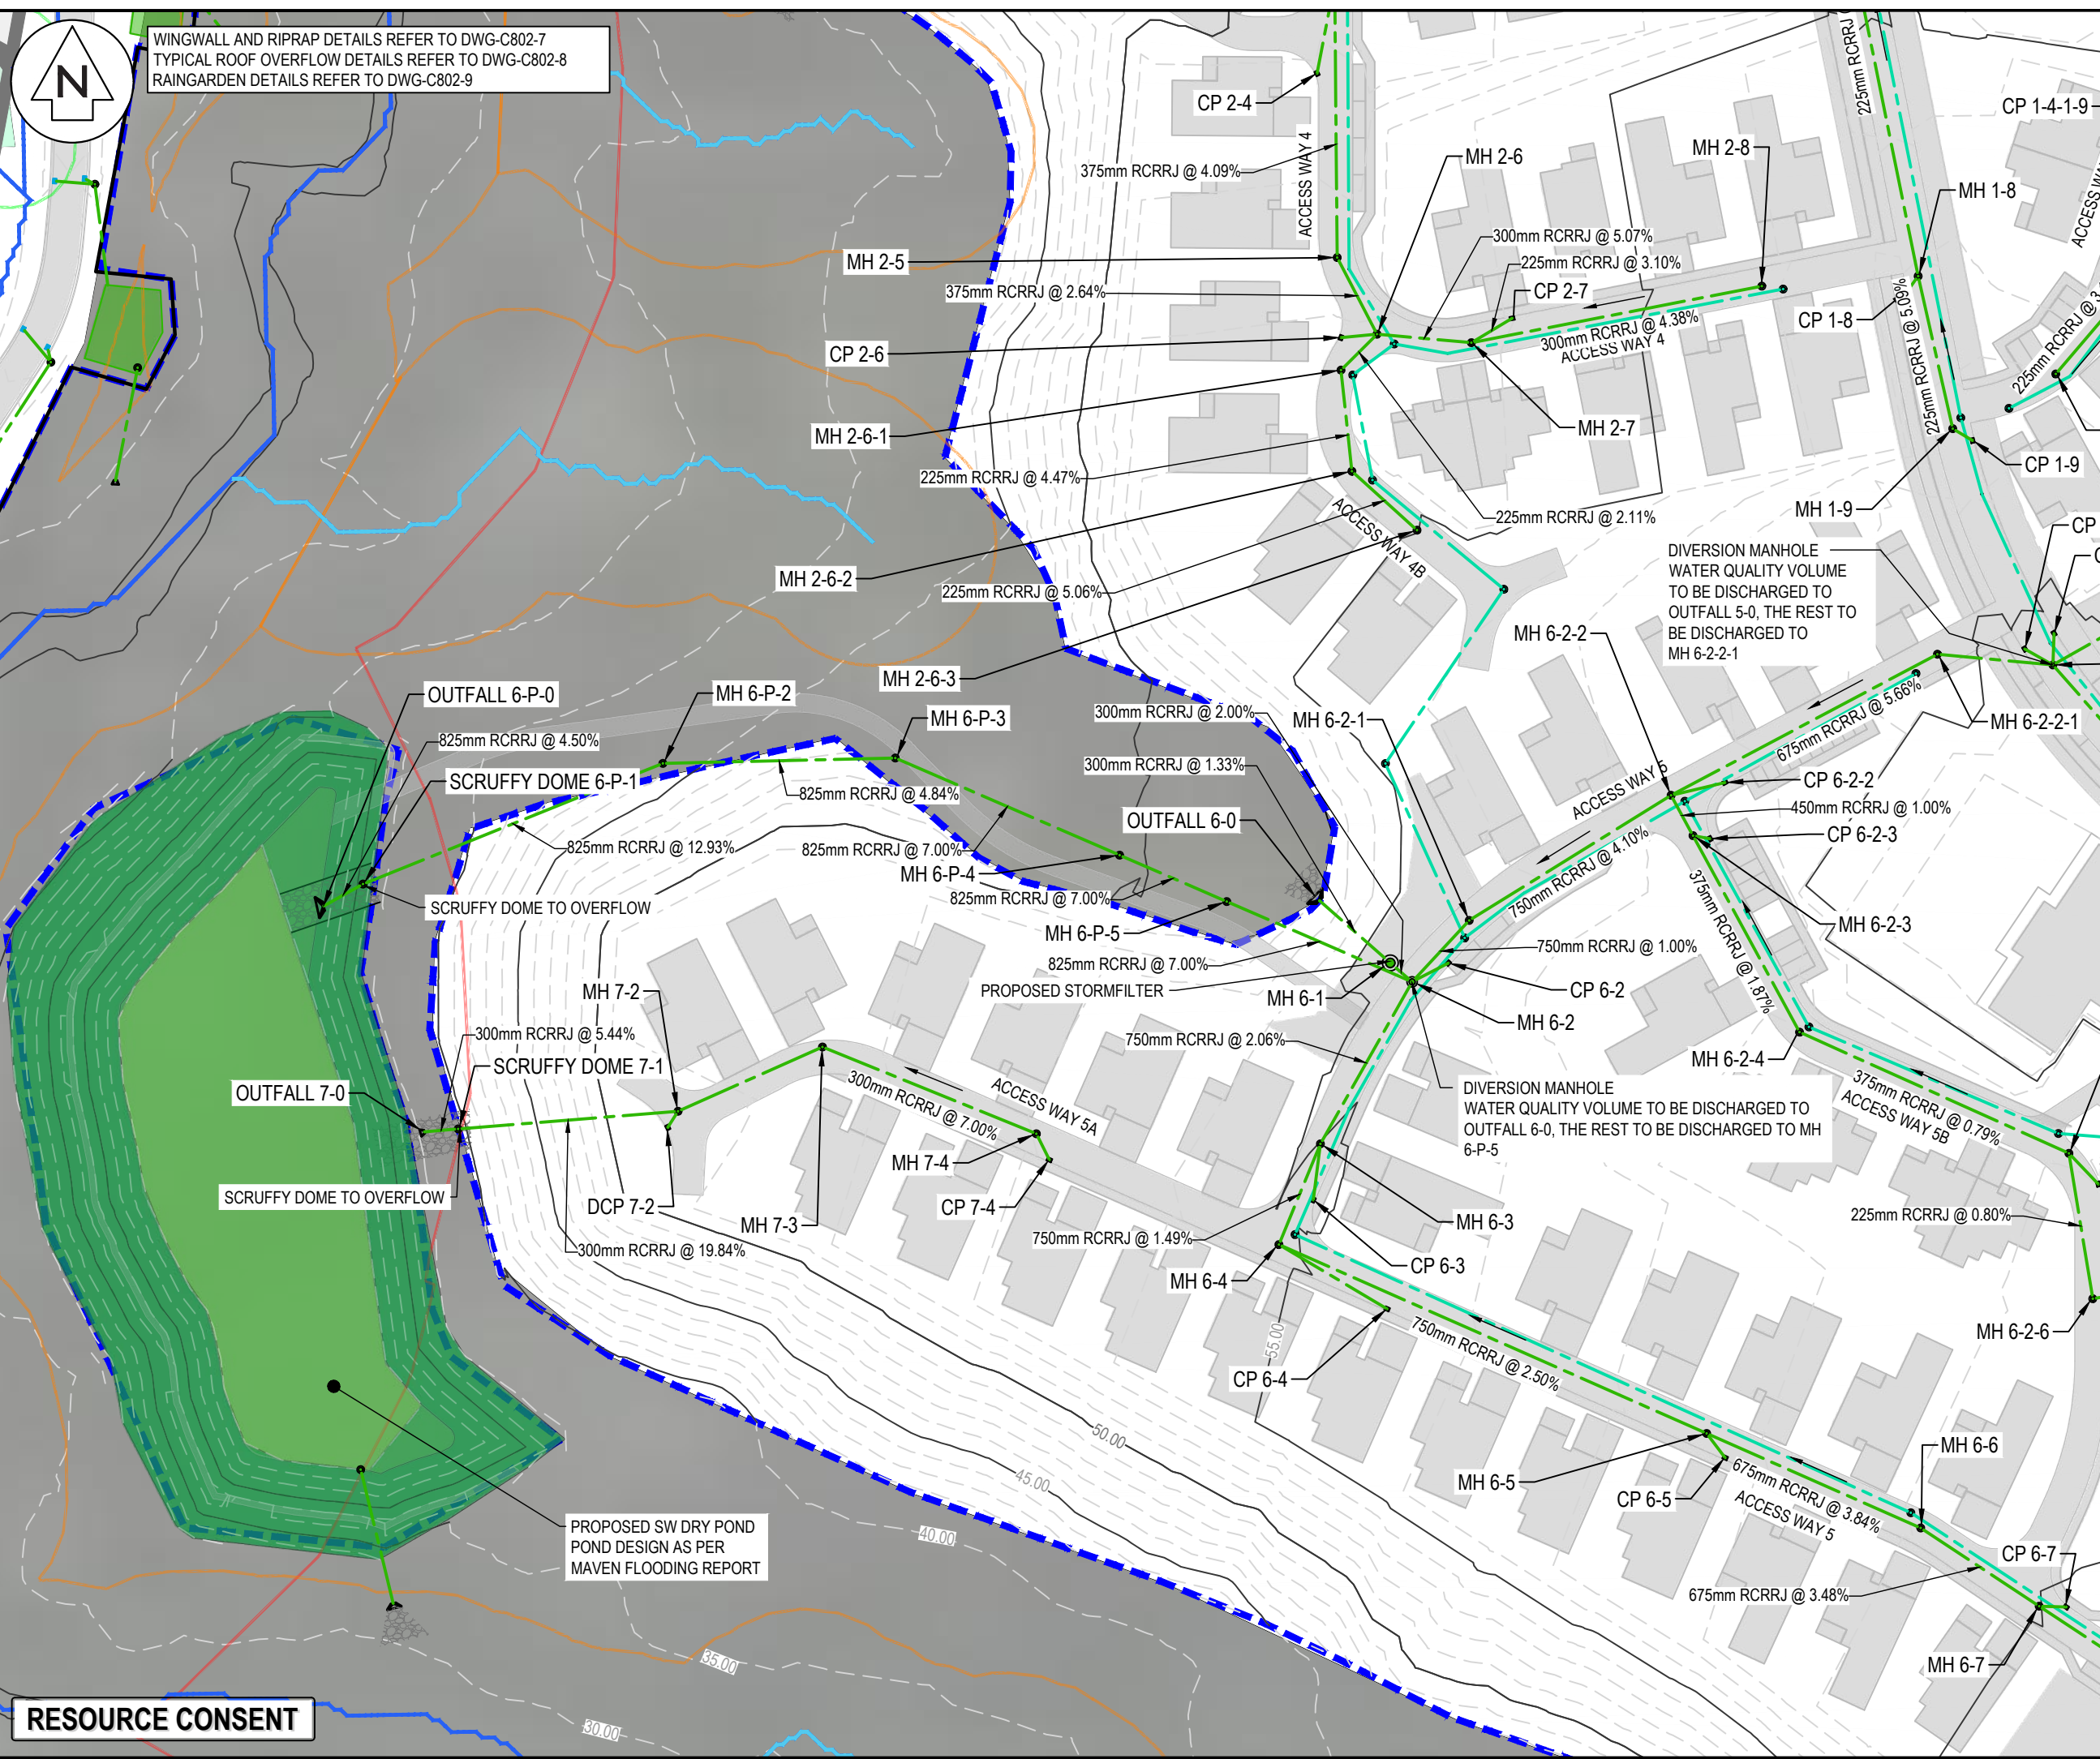 N
WINGWALL AND RIPRAP DETAILS REFER TO DWG-C802-7
TYPICAL ROOF OVERFLOW DETAILS REFER TO DWG-C802-8
RAINGARDEN DETAILS REFER TO DWG-C802-9
CP 2-4
375mm RCRRJ @ 4.09%
ACCESS WAY 4
MH 2-6
MH 2-8
225mm RCRRJ
CP 1-4-1-9
MH 1-8
MH 2-5
375mm RCRRJ @ 2.64%
300mm RCRRJ @ 5.07%
225mm RCRRJ @ 3.10%
CP 2-7
CP 1-8
225mm RCRRJ @ 5.09%
225mm RCRRJ @
CP 2-6
300mm RCRRJ @ 4.38%
ACCESS WAY 4
MH 2-6-1
MH 2-7
CP 1-9
225mm RCRRJ @ 4.47%
ACCESS WAY 4B
225mm RCRRJ @ 2.11%
MH 1-9
CP
MH 2-6-2
225mm RCRRJ @ 5.06%
DIVERSION MANHOLE
WATER QUALITY VOLUME
TO BE DISCHARGED TO
OUTFALL 5-0, THE REST TO
BE DISCHARGED TO
MH 6-2-2-1
MH 6-2-2
MH 2-6-3
OUTFALL 6-P-0
MH 6-P-2
MH 6-P-3
300mm RCRRJ @ 2.00%
MH 6-2-1
675mm RCRRJ @ 5.66%
MH 6-2-2-1
825mm RCRRJ @ 4.50%
SCRUFFY DOME 6-P-1
825mm RCRRJ @ 4.84%
300mm RCRRJ @ 1.33%
ACCESS WAY 5
CP 6-2-2
450mm RCRRJ @ 1.00%
OUTFALL 6-0
CP 6-2-3
825mm RCRRJ @ 12.93%
825mm RCRRJ @ 7.00%
MH 6-P-4
750mm RCRRJ @ 4.10%
375mm RCRRJ @ 1.87%
825mm RCRRJ @ 7.00%
SCRUFFY DOME TO OVERFLOW
MH 6-2-3
MH 6-P-5
750mm RCRRJ @ 1.00%
825mm RCRRJ @ 7.00%
PROPOSED STORMFILTER
MH 6-1
CP 6-2
MH 7-2
MH 6-2
300mm RCRRJ @ 5.44%
750mm RCRRJ @ 2.06%
SCRUFFY DOME 7-1
MH 6-2-4
OUTFALL 7-0
300mm RCRRJ @ 7.00%
ACCESS WAY 5A
DIVERSION MANHOLE
WATER QUALITY VOLUME TO BE DISCHARGED TO
OUTFALL 6-0, THE REST TO BE DISCHARGED TO MH
6-P-5
375mm RCRRJ @ 0.79%
ACCESS WAY 5B
MH 7-4
SCRUFFY DOME TO OVERFLOW
DCP 7-2
CP 7-4
MH 7-3
MH 6-3
225mm RCRRJ @ 0.80%
300mm RCRRJ @ 19.84%
750mm RCRRJ @ 1.49%
CP 6-3
MH 6-4
55.00
750mm RCRRJ @ 2.50%
MH 6-2-6
CP 6-4
50.00
45.00
40.00
MH 6-6
MH 6-5
CP 6-5
675mm RCRRJ @ 3.84%
ACCESS WAY 5
PROPOSED SW DRY POND
POND DESIGN AS PER
MAVEN FLOODING REPORT
CP 6-7
675mm RCRRJ @ 3.48%
35.00
MH 6-7
30.00
RESOURCE CONSENT